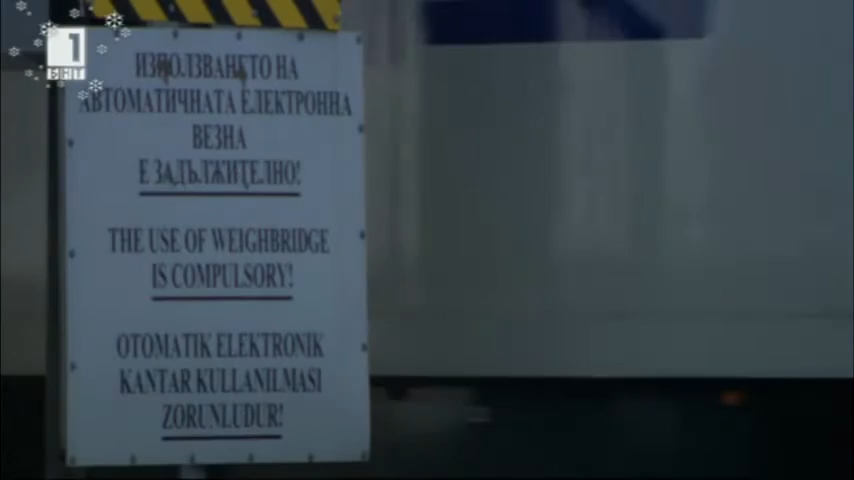 1
БНТ
ИЗПОЛЗВАНЕТО НА
АВТОМАТИЧНАТА ЕЛЕКТРОННА
ВЕЗНА
Е ЗАДЪЛЖИТЕЛНО!
THE USE OF WEIGHBRIDGE
IS COMPULSORY!
OTOMATIK ELEKTRONIK
KANTAR KULLANILMASI
ZORUNLUDUR!